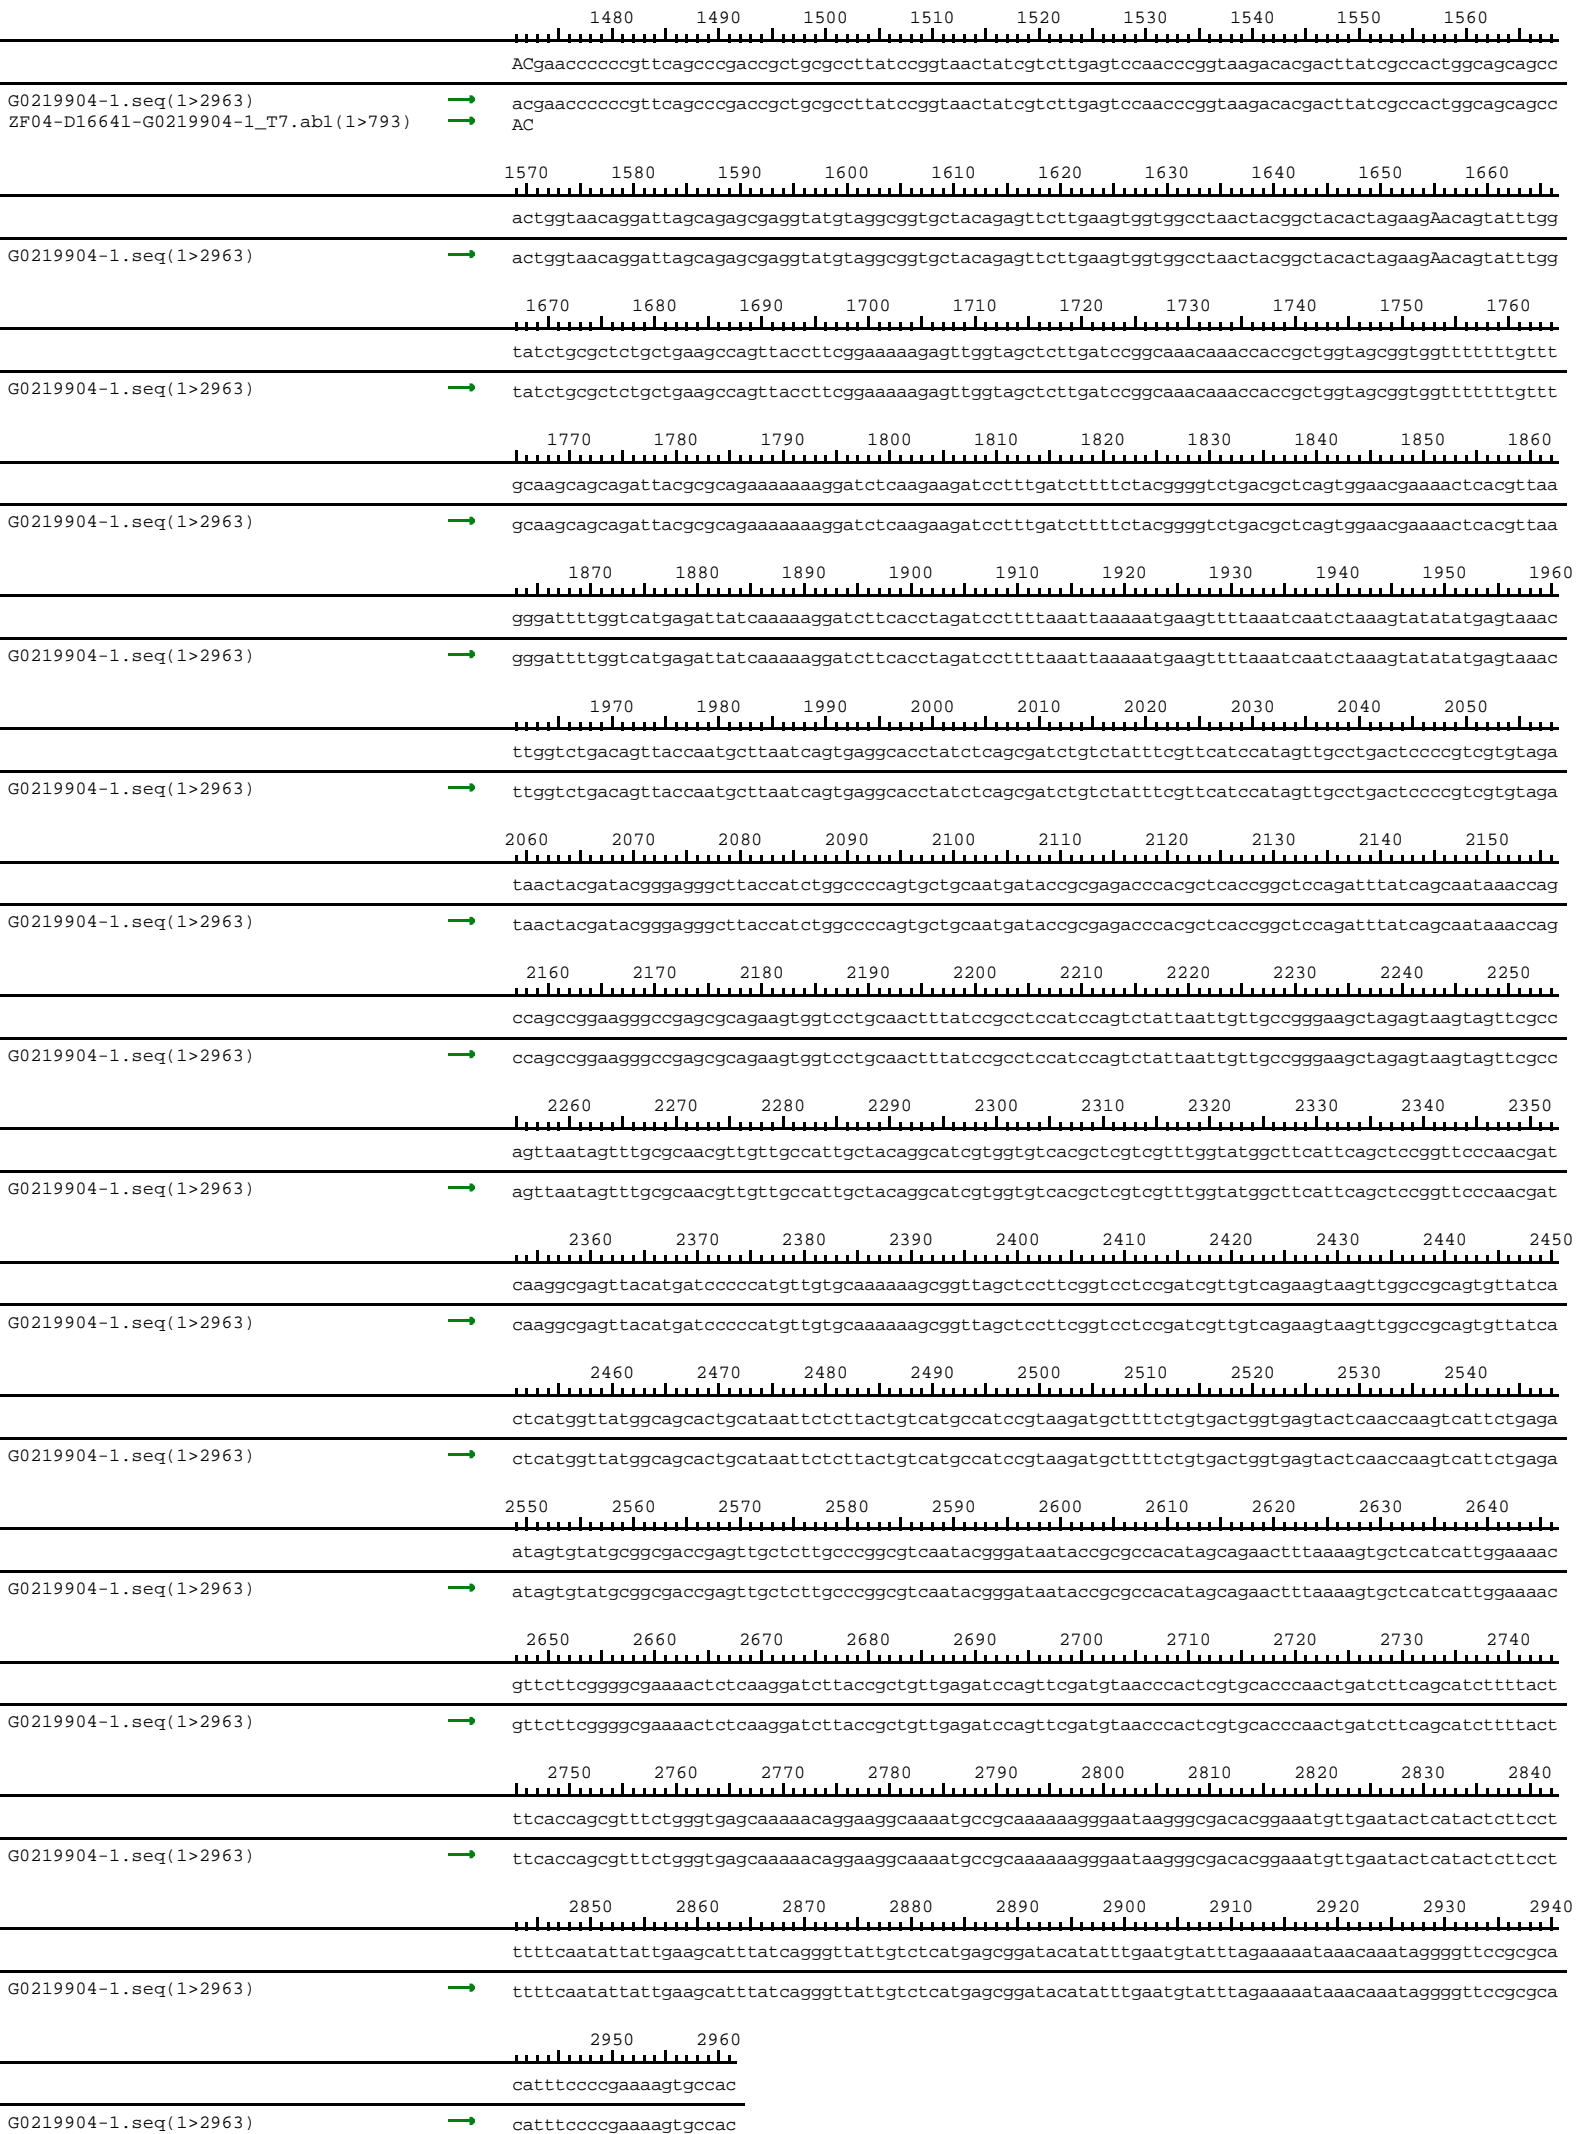 1480 1490 1500 1510 1520 1530 1540 1550 1560
ACgaaccccccgttcagcccgaccgctgcgccttatccggtaactatcgtcttgagtccaacccggtaagacacgacttatcgccactggcagcagcc
G0219904-1.seq(1>2963) acgaaccccccgttcagcccgaccgctgcgccttatccggtaactatcgtcttgagtccaacccggtaagacacgacttatcgccactggcagcagcc
ZF04-D16641-G0219904-1_T7.ab1(1>793) AC
1570 1580 1590 1600 1610 1620 1630 1640 1650 1660
actggtaacaggattagcagagcgaggtatgtaggcggtgctacagagttcttgaagtggtggcctaactacggctacactagaagAacagtatttgg
G0219904-1.seq(1>2963) actggtaacaggattagcagagcgaggtatgtaggcggtgctacagagttcttgaagtggtggcctaactacggctacactagaagAacagtatttgg
1670 1680 1690 1700 1710 1720 1730 1740 1750 1760
tatctgcgctctgctgaagccagttaccttcggaaaaagagttggtagctcttgatccggcaaacaaaccaccgctggtagcggtggtttttttgttt
G0219904-1.seq(1>2963) tatctgcgctctgctgaagccagttaccttcggaaaaagagttggtagctcttgatccggcaaacaaaccaccgctggtagcggtggtttttttgttt
1770 1780 1790 1800 1810 1820 1830 1840 1850 1860
gcaagcagcagattacgcgcagaaaaaaaggatctcaagaagatcctttgatcttttctacggggtctgacgctcagtggaacgaaaactcacgttaa
G0219904-1.seq(1>2963) gcaagcagcagattacgcgcagaaaaaaaggatctcaagaagatcctttgatcttttctacggggtctgacgctcagtggaacgaaaactcacgttaa
1870 1880 1890 1900 1910 1920 1930 1940 1950 1960
gggattttggtcatgagattatcaaaaaggatcttcacctagatccttttaaattaaaaatgaagttttaaatcaatctaaagtatatatgagtaaac
G0219904-1.seq(1>2963) gggattttggtcatgagattatcaaaaaggatcttcacctagatccttttaaattaaaaatgaagttttaaatcaatctaaagtatatatgagtaaac
1970 1980 1990 2000 2010 2020 2030 2040 2050
ttggtctgacagttaccaatgcttaatcagtgaggcacctatctcagcgatctgtctatttcgttcatccatagttgcctgactccccgtcgtgtaga
G0219904-1.seq(1>2963) ttggtctgacagttaccaatgcttaatcagtgaggcacctatctcagcgatctgtctatttcgttcatccatagttgcctgactccccgtcgtgtaga
2060 2070 2080 2090 2100 2110 2120 2130 2140 2150
taactacgatacgggagggcttaccatctggccccagtgctgcaatgataccgcgagacccacgctcaccggctccagatttatcagcaataaaccag
G0219904-1.seq(1>2963) taactacgatacgggagggcttaccatctggccccagtgctgcaatgataccgcgagacccacgctcaccggctccagatttatcagcaataaaccag
2160 2170 2180 2190 2200 2210 2220 2230 2240 2250
ccagccggaagggccgagcgcagaagtggtcctgcaactttatccgcctccatccagtctattaattgttgccgggaagctagagtaagtagttcgcc
G0219904-1.seq(1>2963) ccagccggaagggccgagcgcagaagtggtcctgcaactttatccgcctccatccagtctattaattgttgccgggaagctagagtaagtagttcgcc
2260 2270 2280 2290 2300 2310 2320 2330 2340 2350
agttaatagtttgcgcaacgttgttgccattgctacaggcatcgtggtgtcacgctcgtcgtttggtatggcttcattcagctccggttcccaacgat
G0219904-1.seq(1>2963) agttaatagtttgcgcaacgttgttgccattgctacaggcatcgtggtgtcacgctcgtcgtttggtatggcttcattcagctccggttcccaacgat
2360 2370 2380 2390 2400 2410 2420 2430 2440 2450
caaggcgagttacatgatcccccatgttgtgcaaaaaagcggttagctccttcggtcctccgatcgttgtcagaagtaagttggccgcagtgttatca
G0219904-1.seq(1>2963) caaggcgagttacatgatcccccatgttgtgcaaaaaagcggttagctccttcggtcctccgatcgttgtcagaagtaagttggccgcagtgttatca
2460 2470 2480 2490 2500 2510 2520 2530 2540
ctcatggttatggcagcactgcataattctcttactgtcatgccatccgtaagatgcttttctgtgactggtgagtactcaaccaagtcattctgaga
G0219904-1.seq(1>2963) ctcatggttatggcagcactgcataattctcttactgtcatgccatccgtaagatgcttttctgtgactggtgagtactcaaccaagtcattctgaga
2550 2560 2570 2580 2590 2600 2610 2620 2630 2640
atagtgtatgcggcgaccgagttgctcttgcccggcgtcaatacgggataataccgcgccacatagcagaactttaaaagtgctcatcattggaaaac
G0219904-1.seq(1>2963) atagtgtatgcggcgaccgagttgctcttgcccggcgtcaatacgggataataccgcgccacatagcagaactttaaaagtgctcatcattggaaaac
2650 2660 2670 2680 2690 2700 2710 2720 2730 2740
gttcttcggggcgaaaactctcaaggatcttaccgctgttgagatccagttcgatgtaacccactcgtgcacccaactgatcttcagcatcttttact
G0219904-1.seq(1>2963) gttcttcggggcgaaaactctcaaggatcttaccgctgttgagatccagttcgatgtaacccactcgtgcacccaactgatcttcagcatcttttact
2750 2760 2770 2780 2790 2800 2810 2820 2830 2840
ttcaccagcgtttctgggtgagcaaaaacaggaaggcaaaatgccgcaaaaaagggaataagggcgacacggaaatgttgaatactcatactcttcct
G0219904-1.seq(1>2963) ttcaccagcgtttctgggtgagcaaaaacaggaaggcaaaatgccgcaaaaaagggaataagggcgacacggaaatgttgaatactcatactcttcct
2850 2860 2870 2880 2890 2900 2910 2920 2930 2940
ttttcaatattattgaagcatttatcagggttattgtctcatgagcggatacatatttgaatgtatttagaaaaataaacaaataggggttccgcgca
G0219904-1.seq(1>2963) ttttcaatattattgaagcatttatcagggttattgtctcatgagcggatacatatttgaatgtatttagaaaaataaacaaataggggttccgcgca
2950 2960
catttccccgaaaagtgccac
G0219904-1.seq(1>2963) catttccccgaaaagtgccac